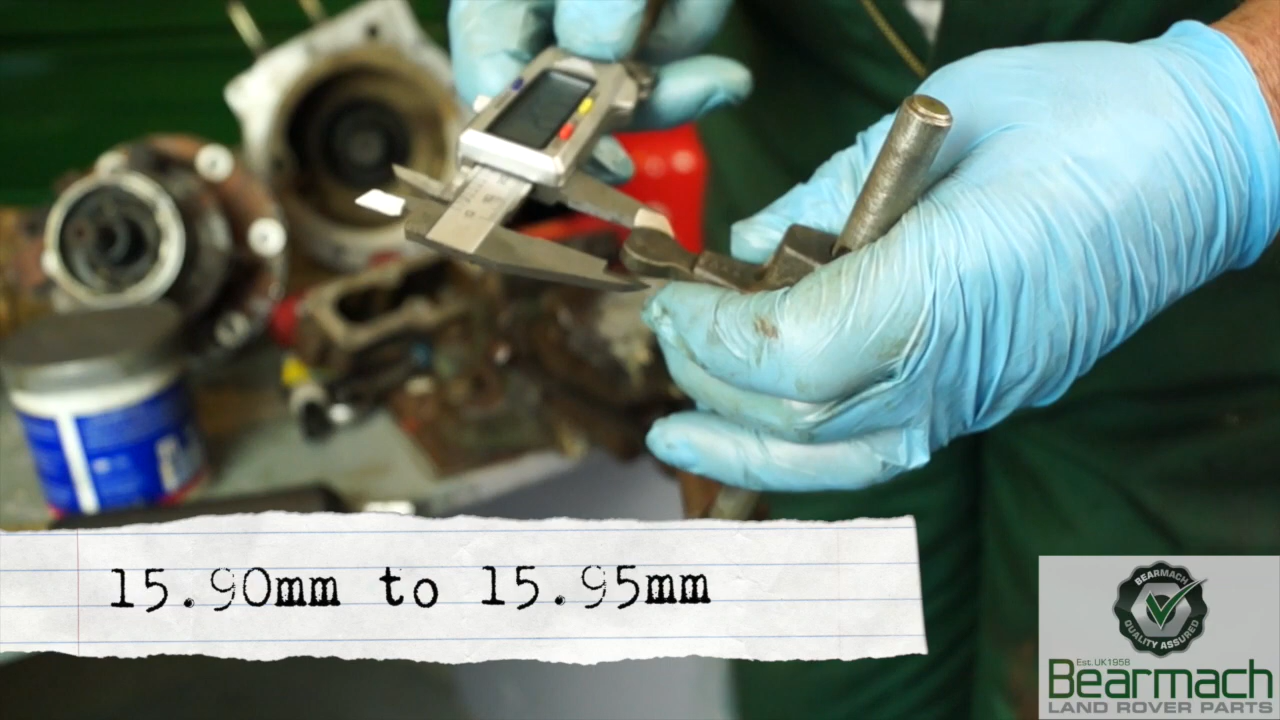 15.90mm to 15.95mm
BEARMACH
QUALITY ASSURED
Est.UK1958
Bearmach
LAND ROVER PARTS